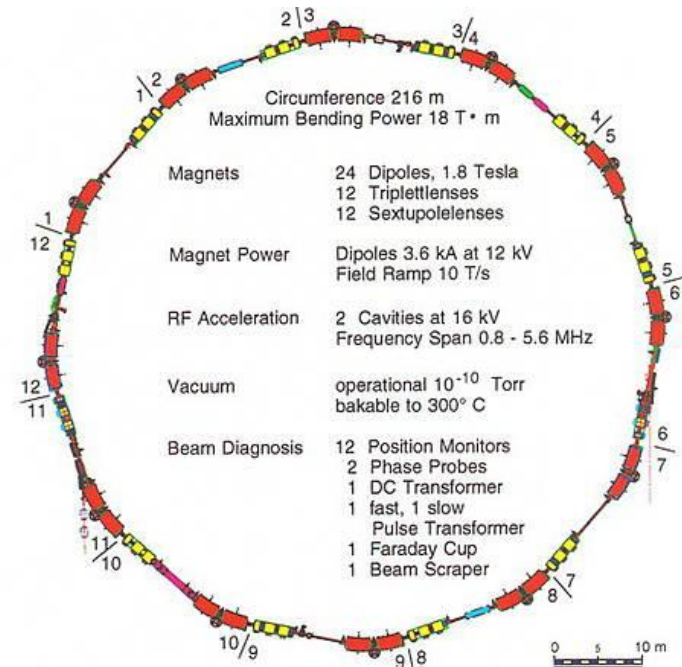 2 3
3
4
1 2
4
5
Circumference 216 m
Maximum Bending Power 18 T • m
Magnets 24 Dipoles, 1.8 Tesla
12 Triplettlenses
12 Sextupolelenses
1
12
Magnet Power Dipoles 3.6 kA at 12 kV
Field Ramp 10 T/s
5
6
RF Acceleration 2 Cavities at 16 kV
Frequency Span 0.8 - 5.6 MHz
Vacuum operational 10⁻¹⁰ Torr
bakable to 300° C
12
11
Beam Diagnosis 12 Position Monitors
2 Phase Probes
1 DC Transformer
1 fast, 1 slow
Pulse Transformer
1 Faraday Cup
1 Beam Scraper
6
7
11
10
7
8
10 9
9 8
0 5 10 m